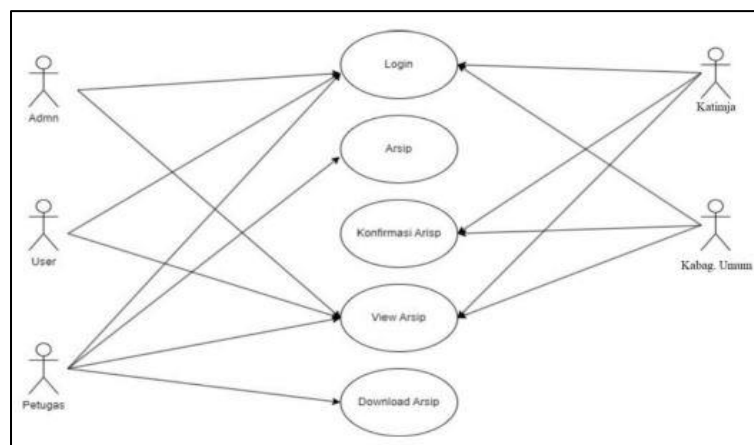 Login
Admn
Katimja
Arsip
User
Konfirmasi Arisp
Kabag. Umum
View Arsip
Petugas
Download Arsip